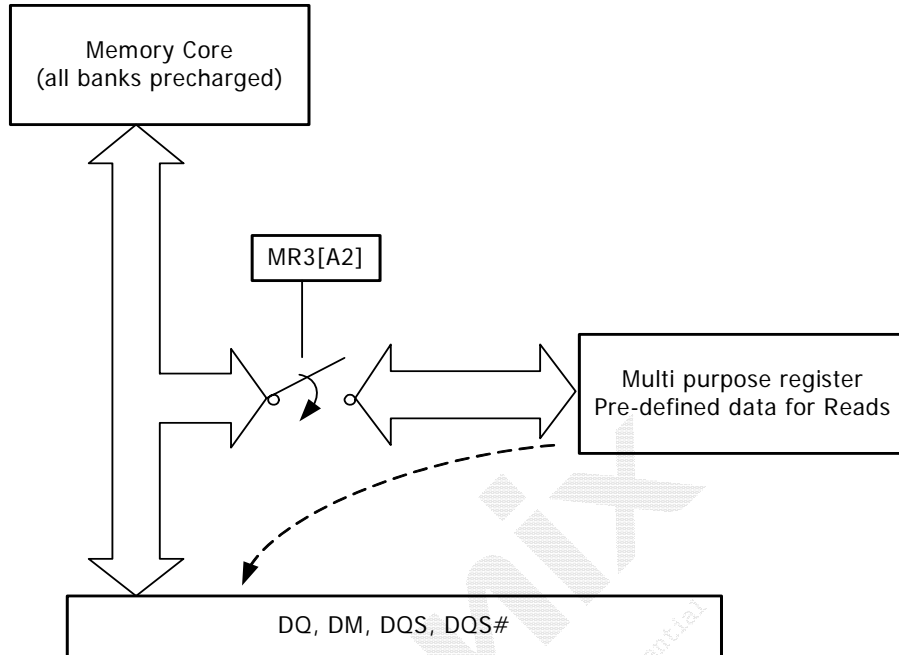 Memory Core
(all banks precharged)
MR3[A2]
Multi purpose register
Pre-defined data for Reads
DQ, DM, DQS, DQS#